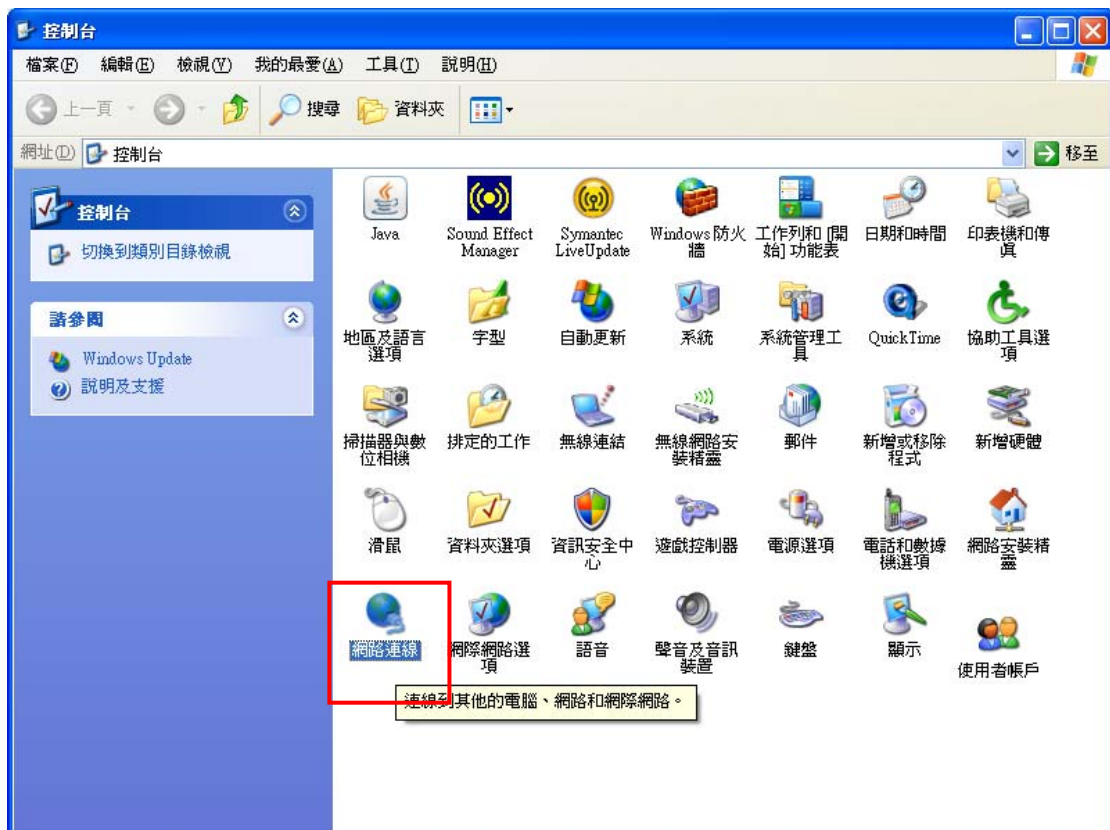 控制台
檔案(F) 編輯(E) 檢視(V) 我的最愛(A) 工具(T) 說明(H)
上一頁 搜尋 資料夾
網址(D) 控制台 移至
控制台
切換到類別目錄檢視
請參閱
Windows Update
說明及支援
Java
Sound Effect
Manager
Symantec
LiveUpdate
Windows 防火
牆
工作列和 [開
始] 功能表
日期和時間
印表機和傳
真
地區及語言
選項
字型
自動更新
系統
系統管理工
具
QuickTime
協助工具選
項
掃描器與數
位相機
排定的工作
無線連結
無線網路安
裝精靈
郵件
新增或移除
程式
新增硬體
滑鼠
資料夾選項
資訊安全中
心
遊戲控制器
電源選項
電話和數據
機選項
網路安裝精
靈
網路連線
網際網路選
項
語音
聲音及音訊
裝置
鍵盤
顯示
使用者帳戶
連線到其他的電腦、網路和網際網路。